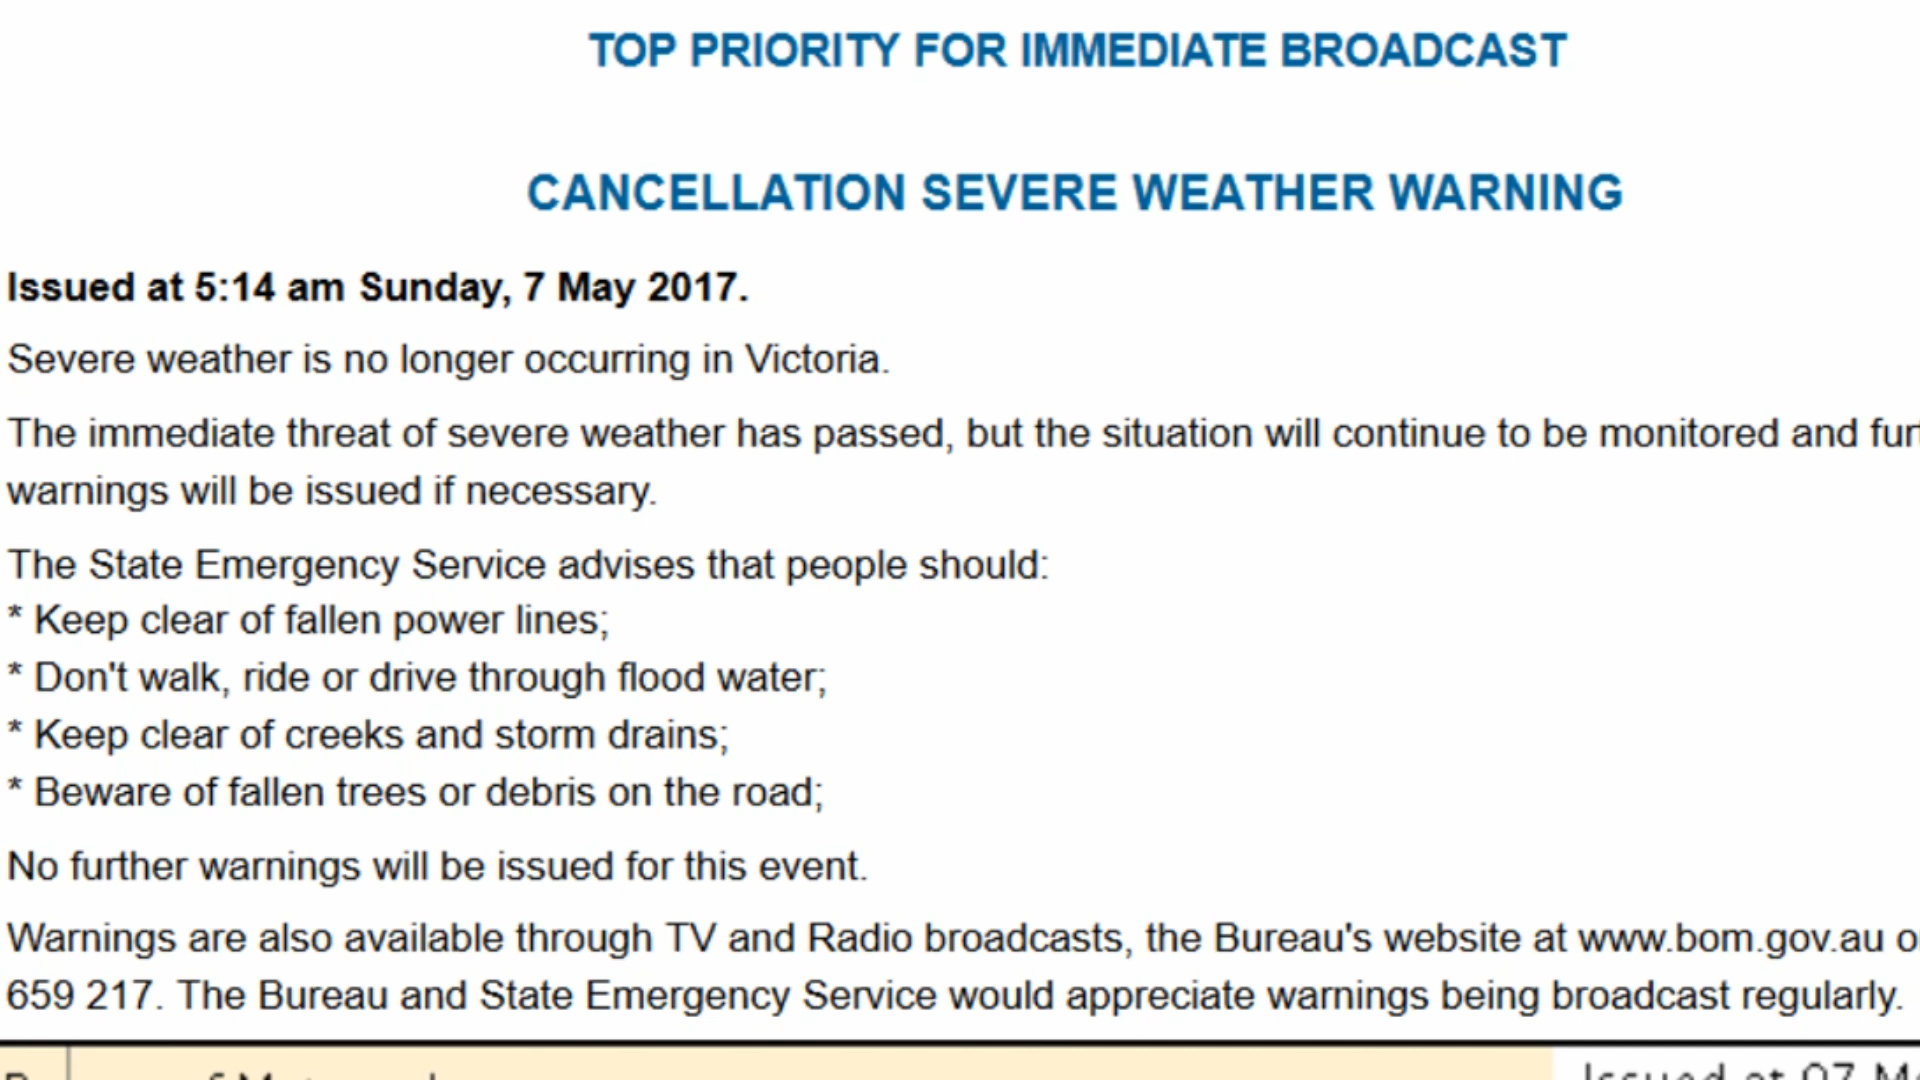 TOP PRIORITY FOR IMMEDIATE BROADCAST
CANCELLATION SEVERE WEATHER WARNING
Issued at 5:14 am Sunday, 7 May 2017.
Severe weather is no longer occurring in Victoria.
The immediate threat of severe weather has passed, but the situation will continue to be monitored and
warnings will be issued if necessary.
The State Emergency Service advises that people should:
* Keep clear of fallen power lines;
* Don't walk, ride or drive through flood water;
* Keep clear of creeks and storm drains;
* Beware of fallen trees or debris on the road;
No further warnings will be issued for this event.
Warnings are also available through TV and Radio broadcasts, the Bureau's website at www.bom.gov.au
659 217. The Bureau and State Emergency Service would appreciate warnings being broadcast regularly.
Issued at 07